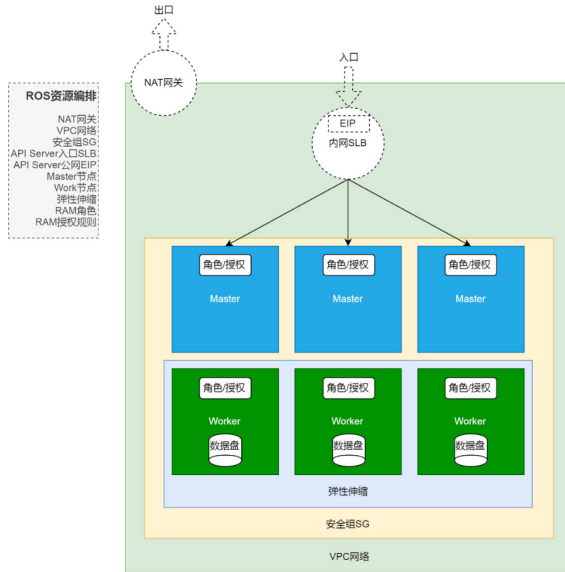 出口
NAT网关
入口
EIP
内网SLB
ROS资源编排
NAT网关
VPC网络
安全组SG
API Server入口SLB
API Server公网EIP
Master节点
Work节点
弹性伸缩
RAM角色
RAM授权规则
角色/授权
角色/授权
角色/授权
Master
Master
Master
角色/授权
角色/授权
角色/授权
Worker
Worker
Worker
数据盘
数据盘
数据盘
弹性伸缩
安全组SG
VPC网络